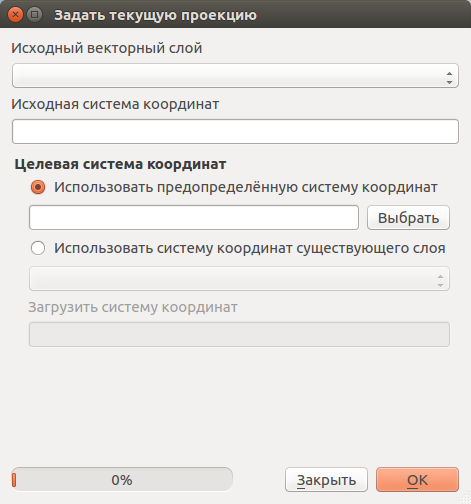 Задать текущую проекцию
Исходный векторный слой
Исходная система координат
Целевая система координат
Использовать предопределённую систему координат
Выбрать
Использовать систему координат существующего слоя
Загрузить систему координат
0%
Закрыть
OK